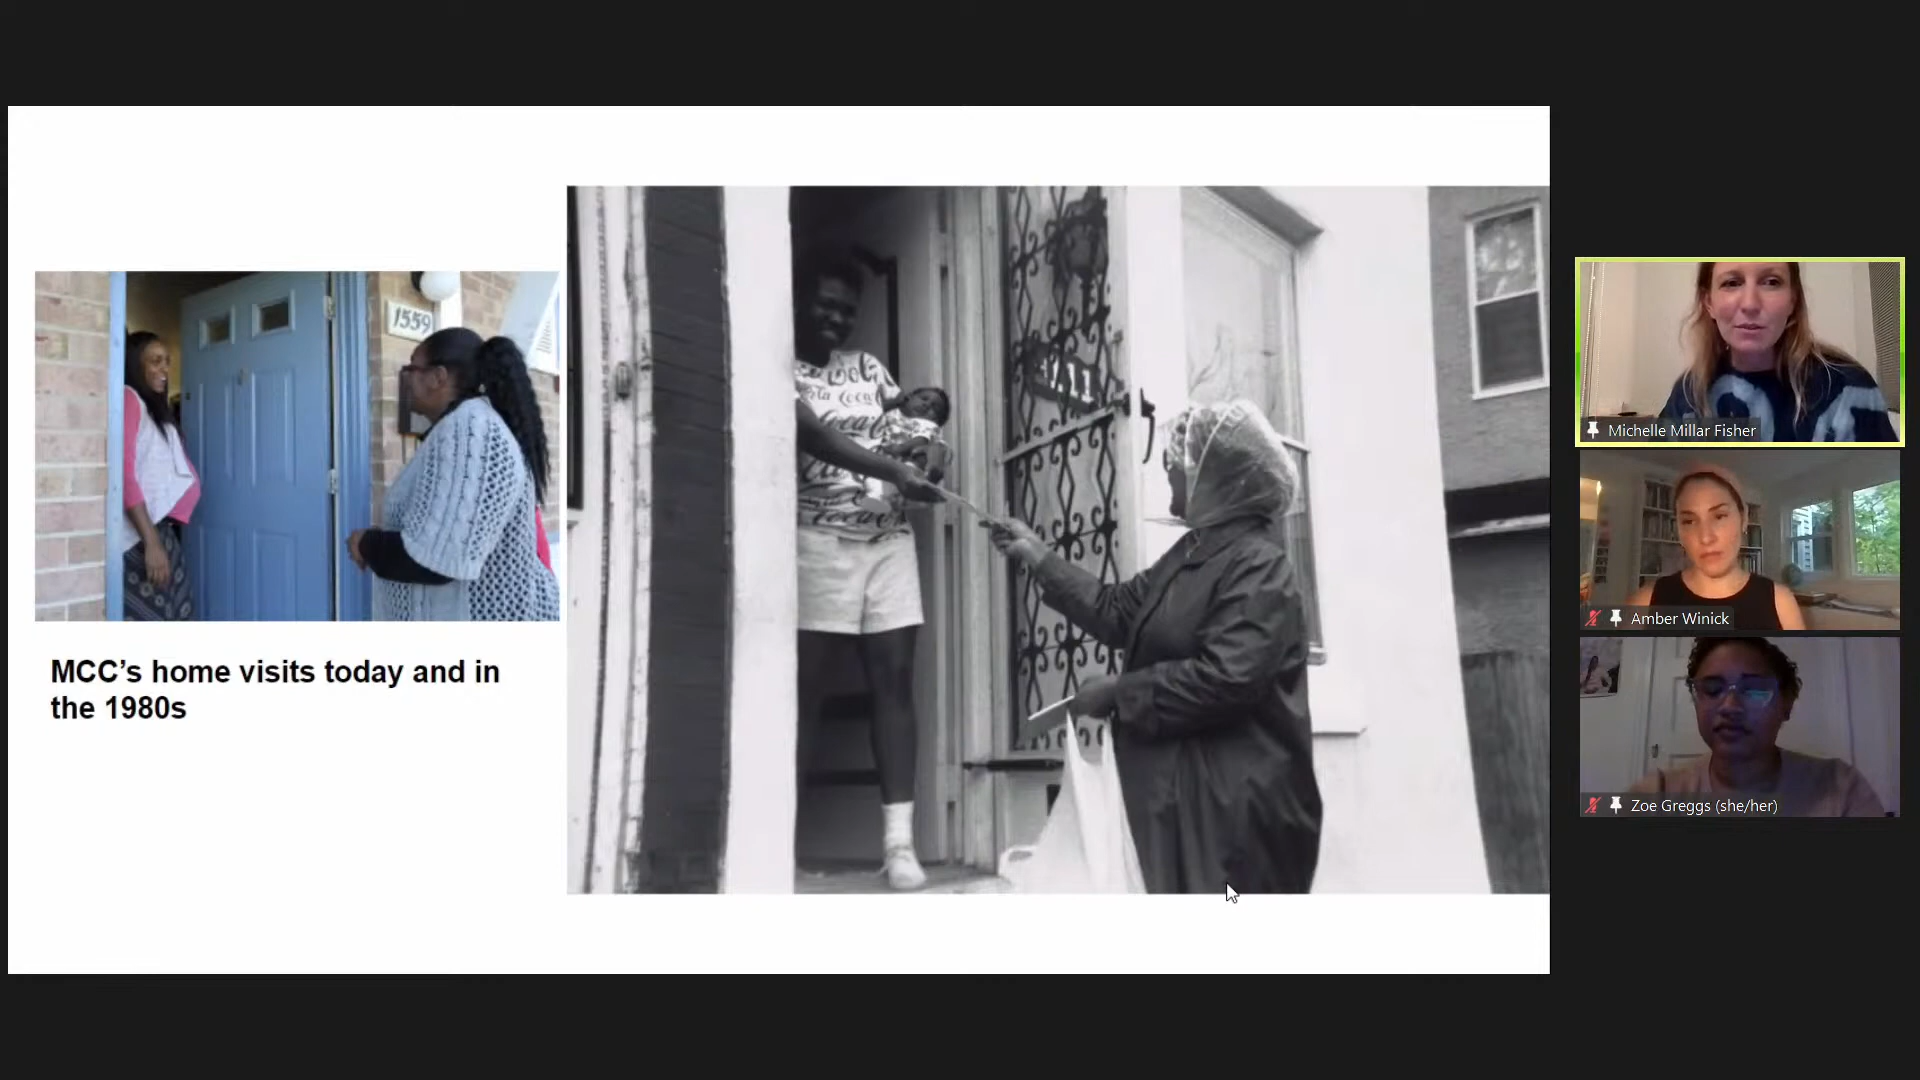 1559
MCC’s home visits today and in
the 1980s
Michelle Millar Fisher
Amber Winick
Zoe Greggs (she/her)